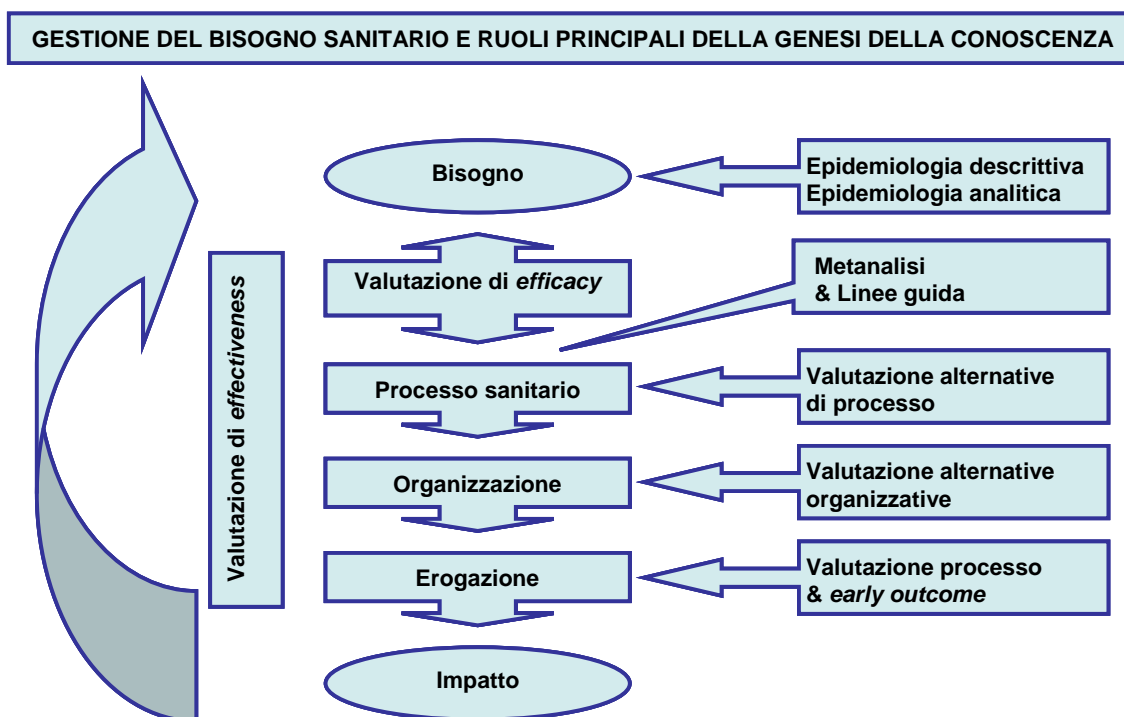 GESTIONE DEL BISOGNO SANITARIO E RUOLI PRINCIPALI DELLA GENESI DELLA CONOSCENZA
Bisogno
Epidemiologia descrittiva
Epidemiologia analitica
Valutazione di efficacy
Metanalisi
& Linee guida
Valutazione di effectiveness
Processo sanitario
Valutazione alternative
di processo
Organizzazione
Valutazione alternative
organizzative
Erogazione
Valutazione processo
& early outcome
Impatto